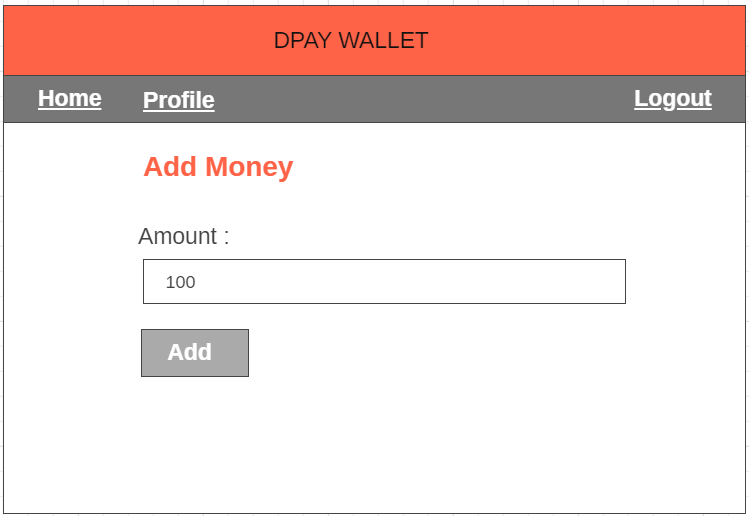 DPAY WALLET
Home Profile Logout
Add Money
Amount :
100
Add